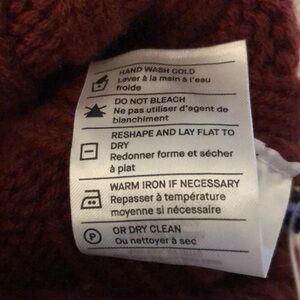 HAND WASH COLD
Laver à la main à l'eau
froide
DO NOT BLEACH
Ne pas utiliser d'agent de
blanchiment
RESHAPE AND LAY FLAT TO
DRY
Redonner forme et sécher
à plat
WARM IRON IF NECESSARY
Repasser à température
moyenne si nécessaire
P
OR DRY CLEAN
Ou nettoyer à sec